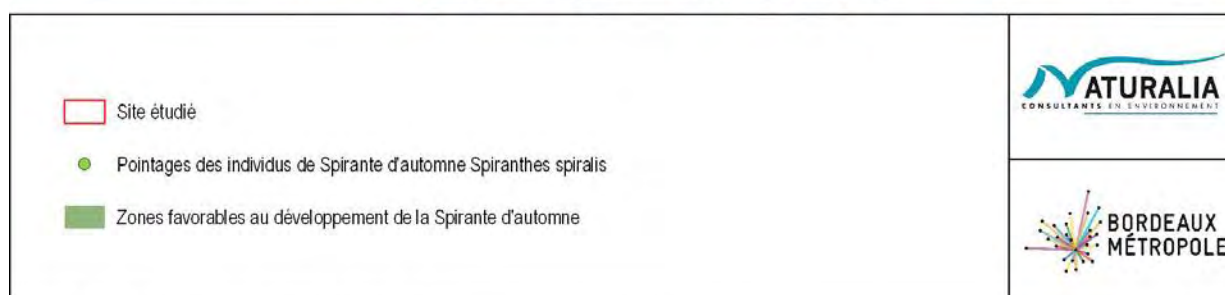 Site étudié
Pointages des individus de Spirante d'automne Spiranthes spiralis
Zones favorables au développement de la Spirante d'automne
NATURALIA
CONSULTANTS EN ENVIRONNEMENT
BORDEAUX
MÉTROPOLE